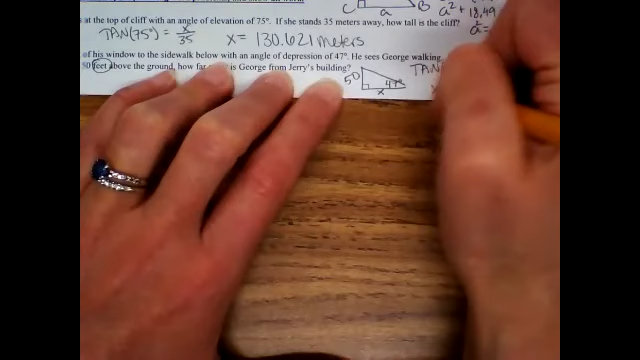 C a B a² + 18,49
at the top of cliff with an angle of elevation of 75°. If she stands 35 meters away, how tall is the cliff? a² =
TAN(75°) = x/35 x = 130.621 meters
of his window to the sidewalk below with an angle of depression of 47°. He sees George walking
50 feet above the ground, how far is George from Jerry's building? 50 47° x TAN